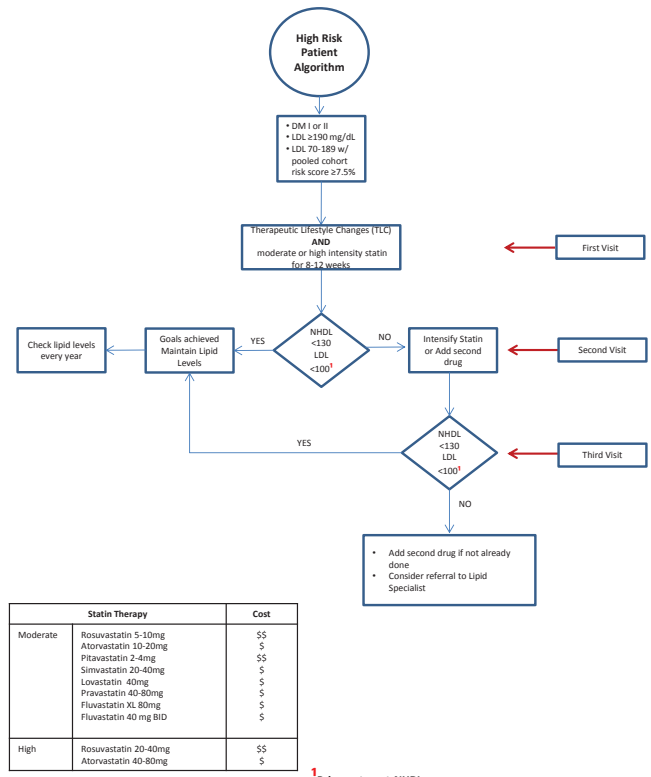 High Risk
Patient
Algorithm
• DM I or II
• LDL ≥190 mg/dL
• LDL 70-189 w/
pooled cohort
risk score ≥7.5%
Therapeutic Lifestyle Changes (TLC)
AND
moderate or high intensity statin
for 8-12 weeks
First Visit
Check lipid levels
every year
Goals achieved
Maintain Lipid
Levels
YES
NHDL
<130
LDL
<100¹
NO
Intensify Statin
or Add second
drug
Second Visit
YES
NHDL
<130
LDL
<100¹
Third Visit
NO
• Add second drug if not already
done
• Consider referral to Lipid
Specialist
Statin Therapy Cost
Moderate Rosuvastatin 5-10mg $$
Atorvastatin 10-20mg $
Pitavastatin 2-4mg $$
Simvastatin 20-40mg $
Lovastatin 40mg $
Pravastatin 40-80mg $
Fluvastatin XL 80mg $
Fluvastatin 40 mg BID $
High Rosuvastatin 20-40mg $$
Atorvastatin 40-80mg $
1